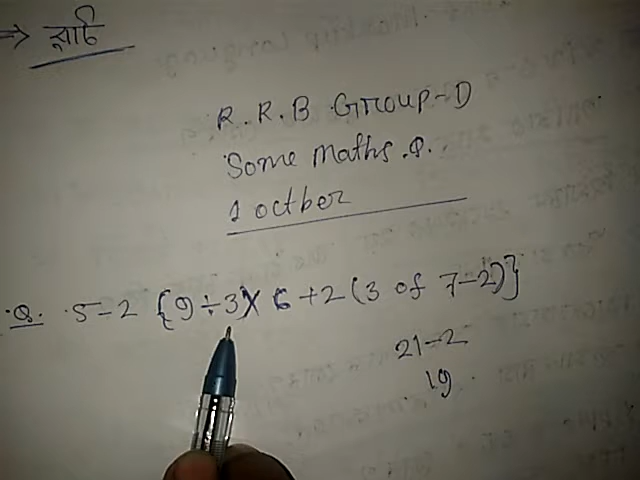 ⇒ সূচি
R.R.B Group-D
Some maths.Q.
1 octber
Q. 5-2 {9÷3× 6 +2 (3 of 7-2)}
21-2
19